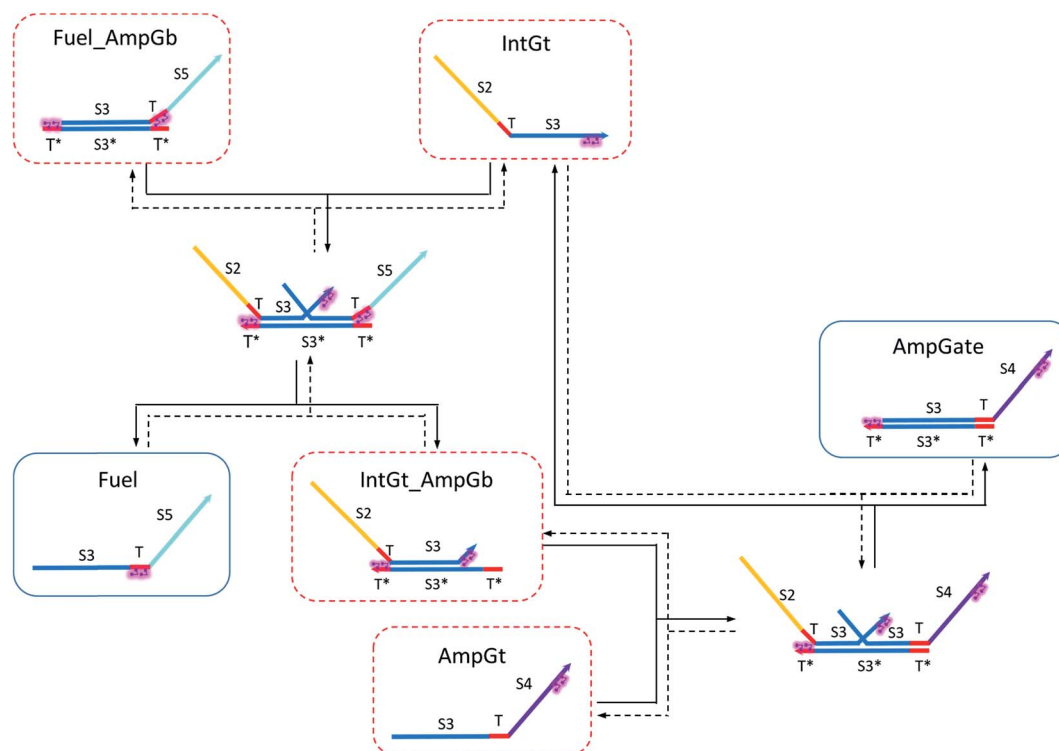 Fuel_AmpGb
S5
S3
T
T*
S3*
T*
IntGt
S2
T
S3
S2
S5
T
S3
T
T*
S3*
T*
AmpGate
S4
S3
T
T*
S3*
T*
Fuel
S5
S3
T
IntGt_AmpGb
S2
T
S3
T*
S3*
T*
S2
S4
T
S3
S3
T
T*
S3*
T*
AmpGt
S4
S3
T